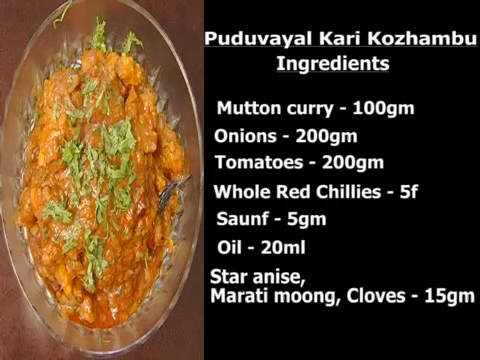 Puduvayal Kari Kozhambu
Ingredients
Mutton curry - 100gm
Onions - 200gm
Tomatoes - 200gm
Whole Red Chillies - 5f
Saunf - 5gm
Oil - 20ml
Star anise,
Marati moong, Cloves - 15gm